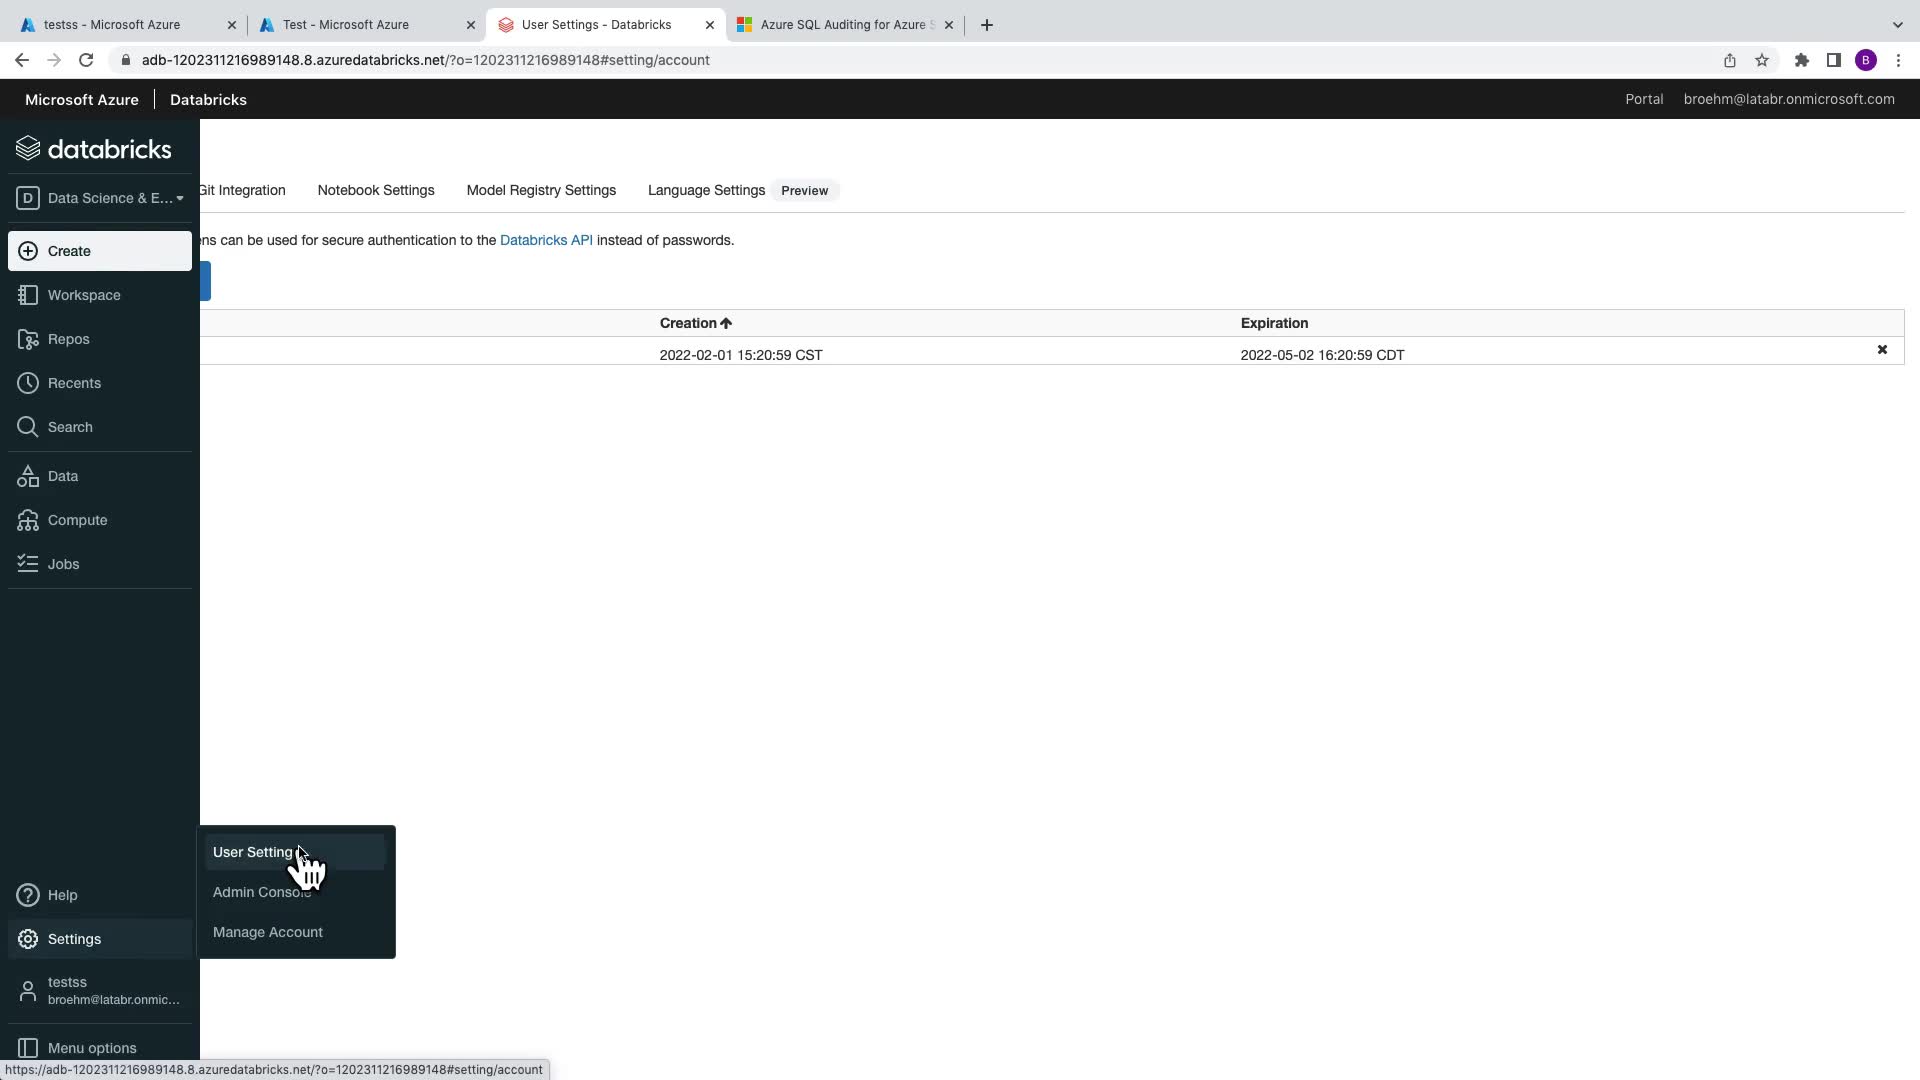 testss - Microsoft Azure
Test - Microsoft Azure
User Settings - Databricks
Azure SQL Auditing for Azure S
adb-1202311216989148.8.azuredatabricks.net/?o=1202311216989148#setting/account
B
Microsoft Azure
Databricks
Portal
broehm@latabr.onmicrosoft.com
databricks
D
Data Science & E...
Git Integration
Notebook Settings
Model Registry Settings
Language Settings
Preview
Create
ens can be used for secure authentication to the Databricks API instead of passwords.
Workspace
Creation
Expiration
Repos
2022-02-01 15:20:59 CST
2022-05-02 16:20:59 CDT
Recents
Search
Data
Compute
Jobs
User Setting
Admin Console
Manage Account
Help
Settings
testss
broehm@latabr.onmic...
Menu options
https://adb-1202311216989148.8.azuredatabricks.net/?o=1202311216989148#setting/account